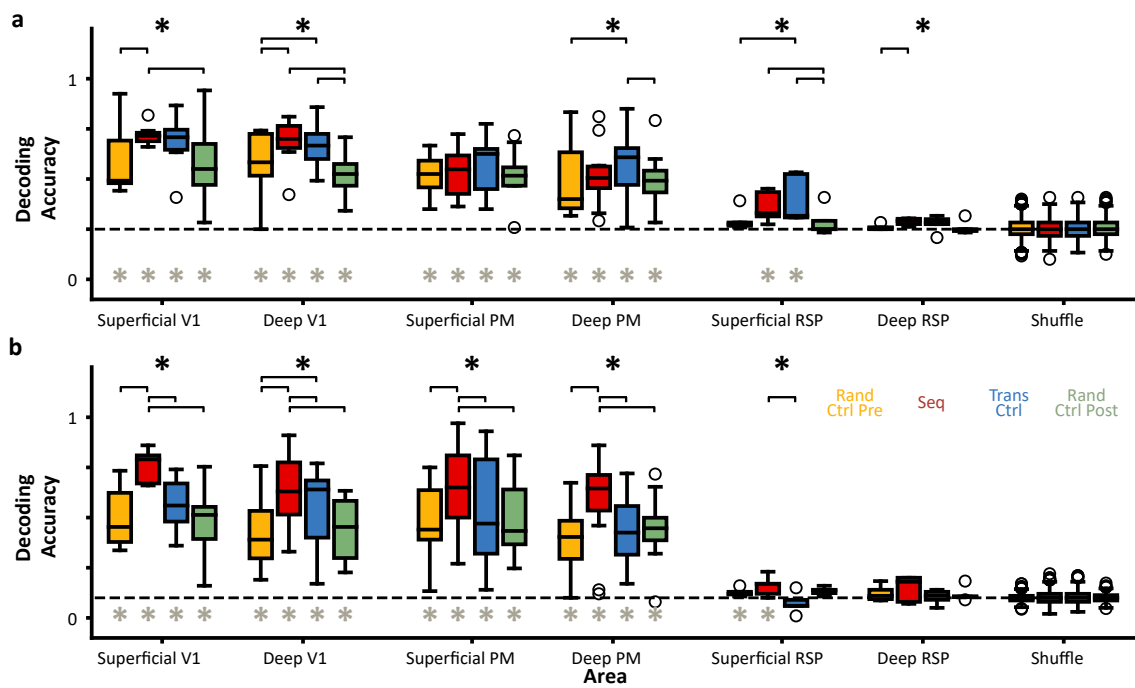 a
* * * * *
1
Decoding
Accuracy
0
* * * * * * * * * * * * * * * * * *
Superficial V1 Deep V1 Superficial PM Deep PM Superficial RSP Deep RSP Shuffle
b
* * * * *
1
Rand
Ctrl Pre
Seq
Trans
Ctrl
Rand
Ctrl Post
Decoding
Accuracy
0
* * * * * * * * * * * * * * * * * *
Superficial V1 Deep V1 Superficial PM Deep PM Superficial RSP Deep RSP Shuffle
Area